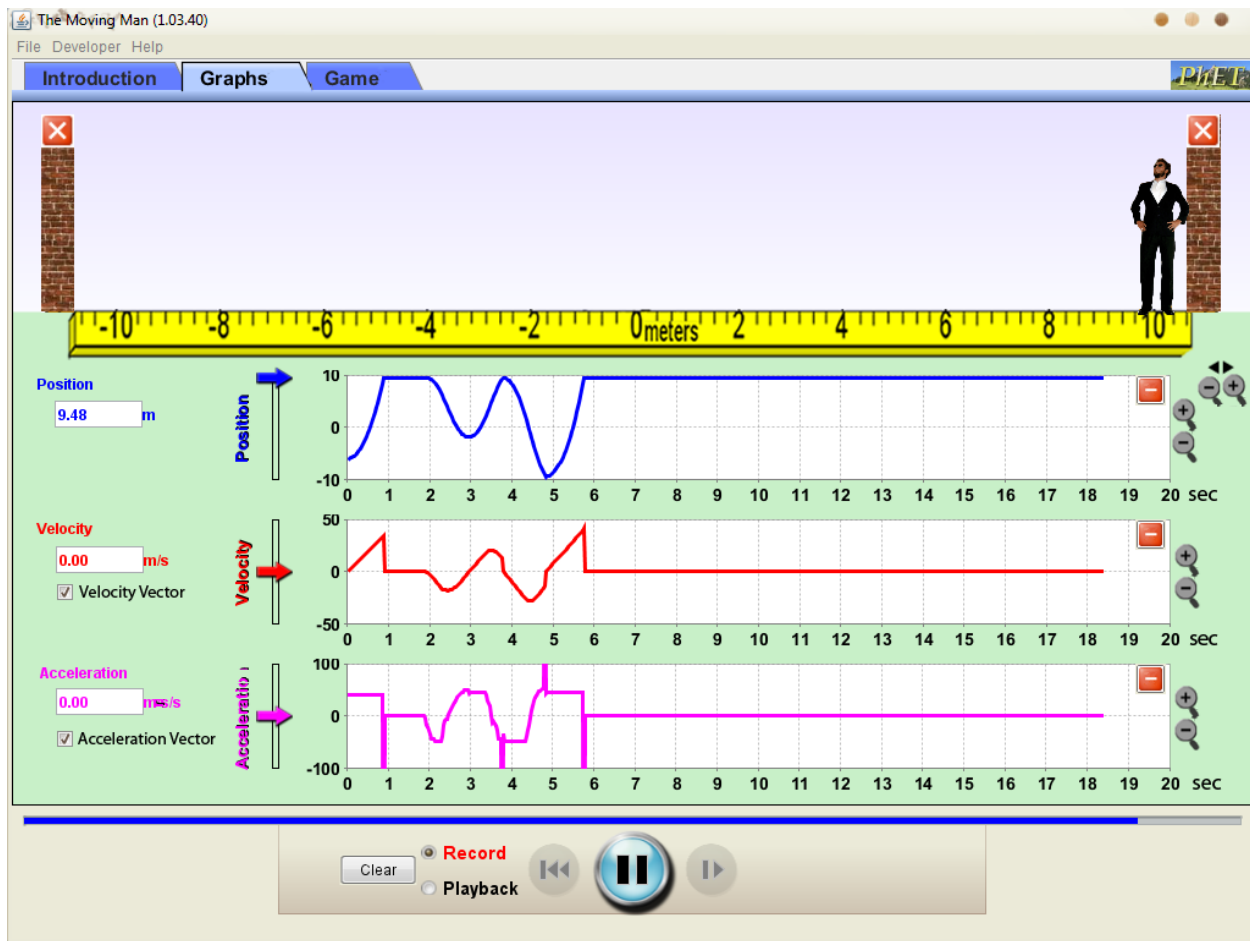 The Moving Man (1.03.40)
File Developer Help
Introduction Graphs Game
PhET
-10 -8 -6 -4 -2 0 meters 2 4 6 8 10
Position
9.48 m
Position
10
0
-10
0 1 2 3 4 5 6 7 8 9 10 11 12 13 14 15 16 17 18 19 20 sec
Velocity
0.00 m/s
Velocity Vector
Velocity
50
0
-50
0 1 2 3 4 5 6 7 8 9 10 11 12 13 14 15 16 17 18 19 20 sec
Acceleration
0.00
Acceleration Vector
Acceleration
100
0
-100
0 1 2 3 4 5 6 7 8 9 10 11 12 13 14 15 16 17 18 19 20 sec
Clear
Record
Playback